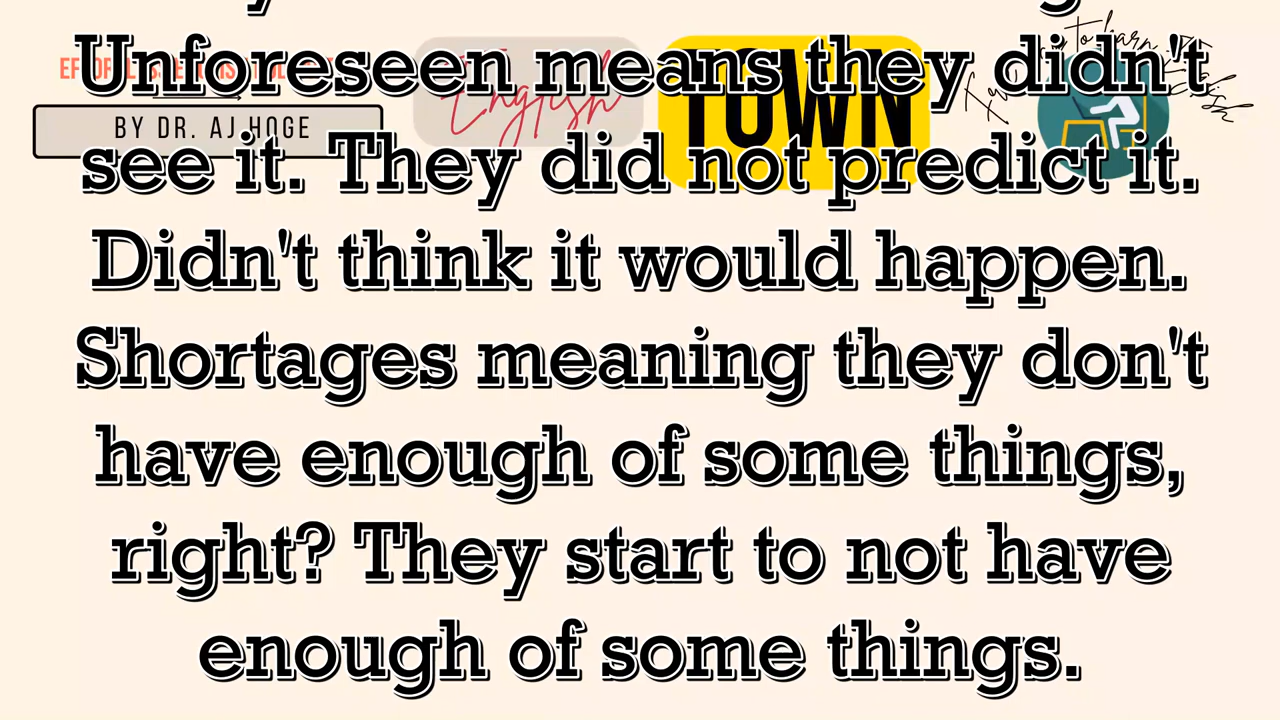 Unforeseen means they didn't
see it. They did not predict it.
Didn't think it would happen.
Shortages meaning they don't
have enough of some things,
right? They start to not have
enough of some things.
BY DR. AJ HOGE
English
TOWN